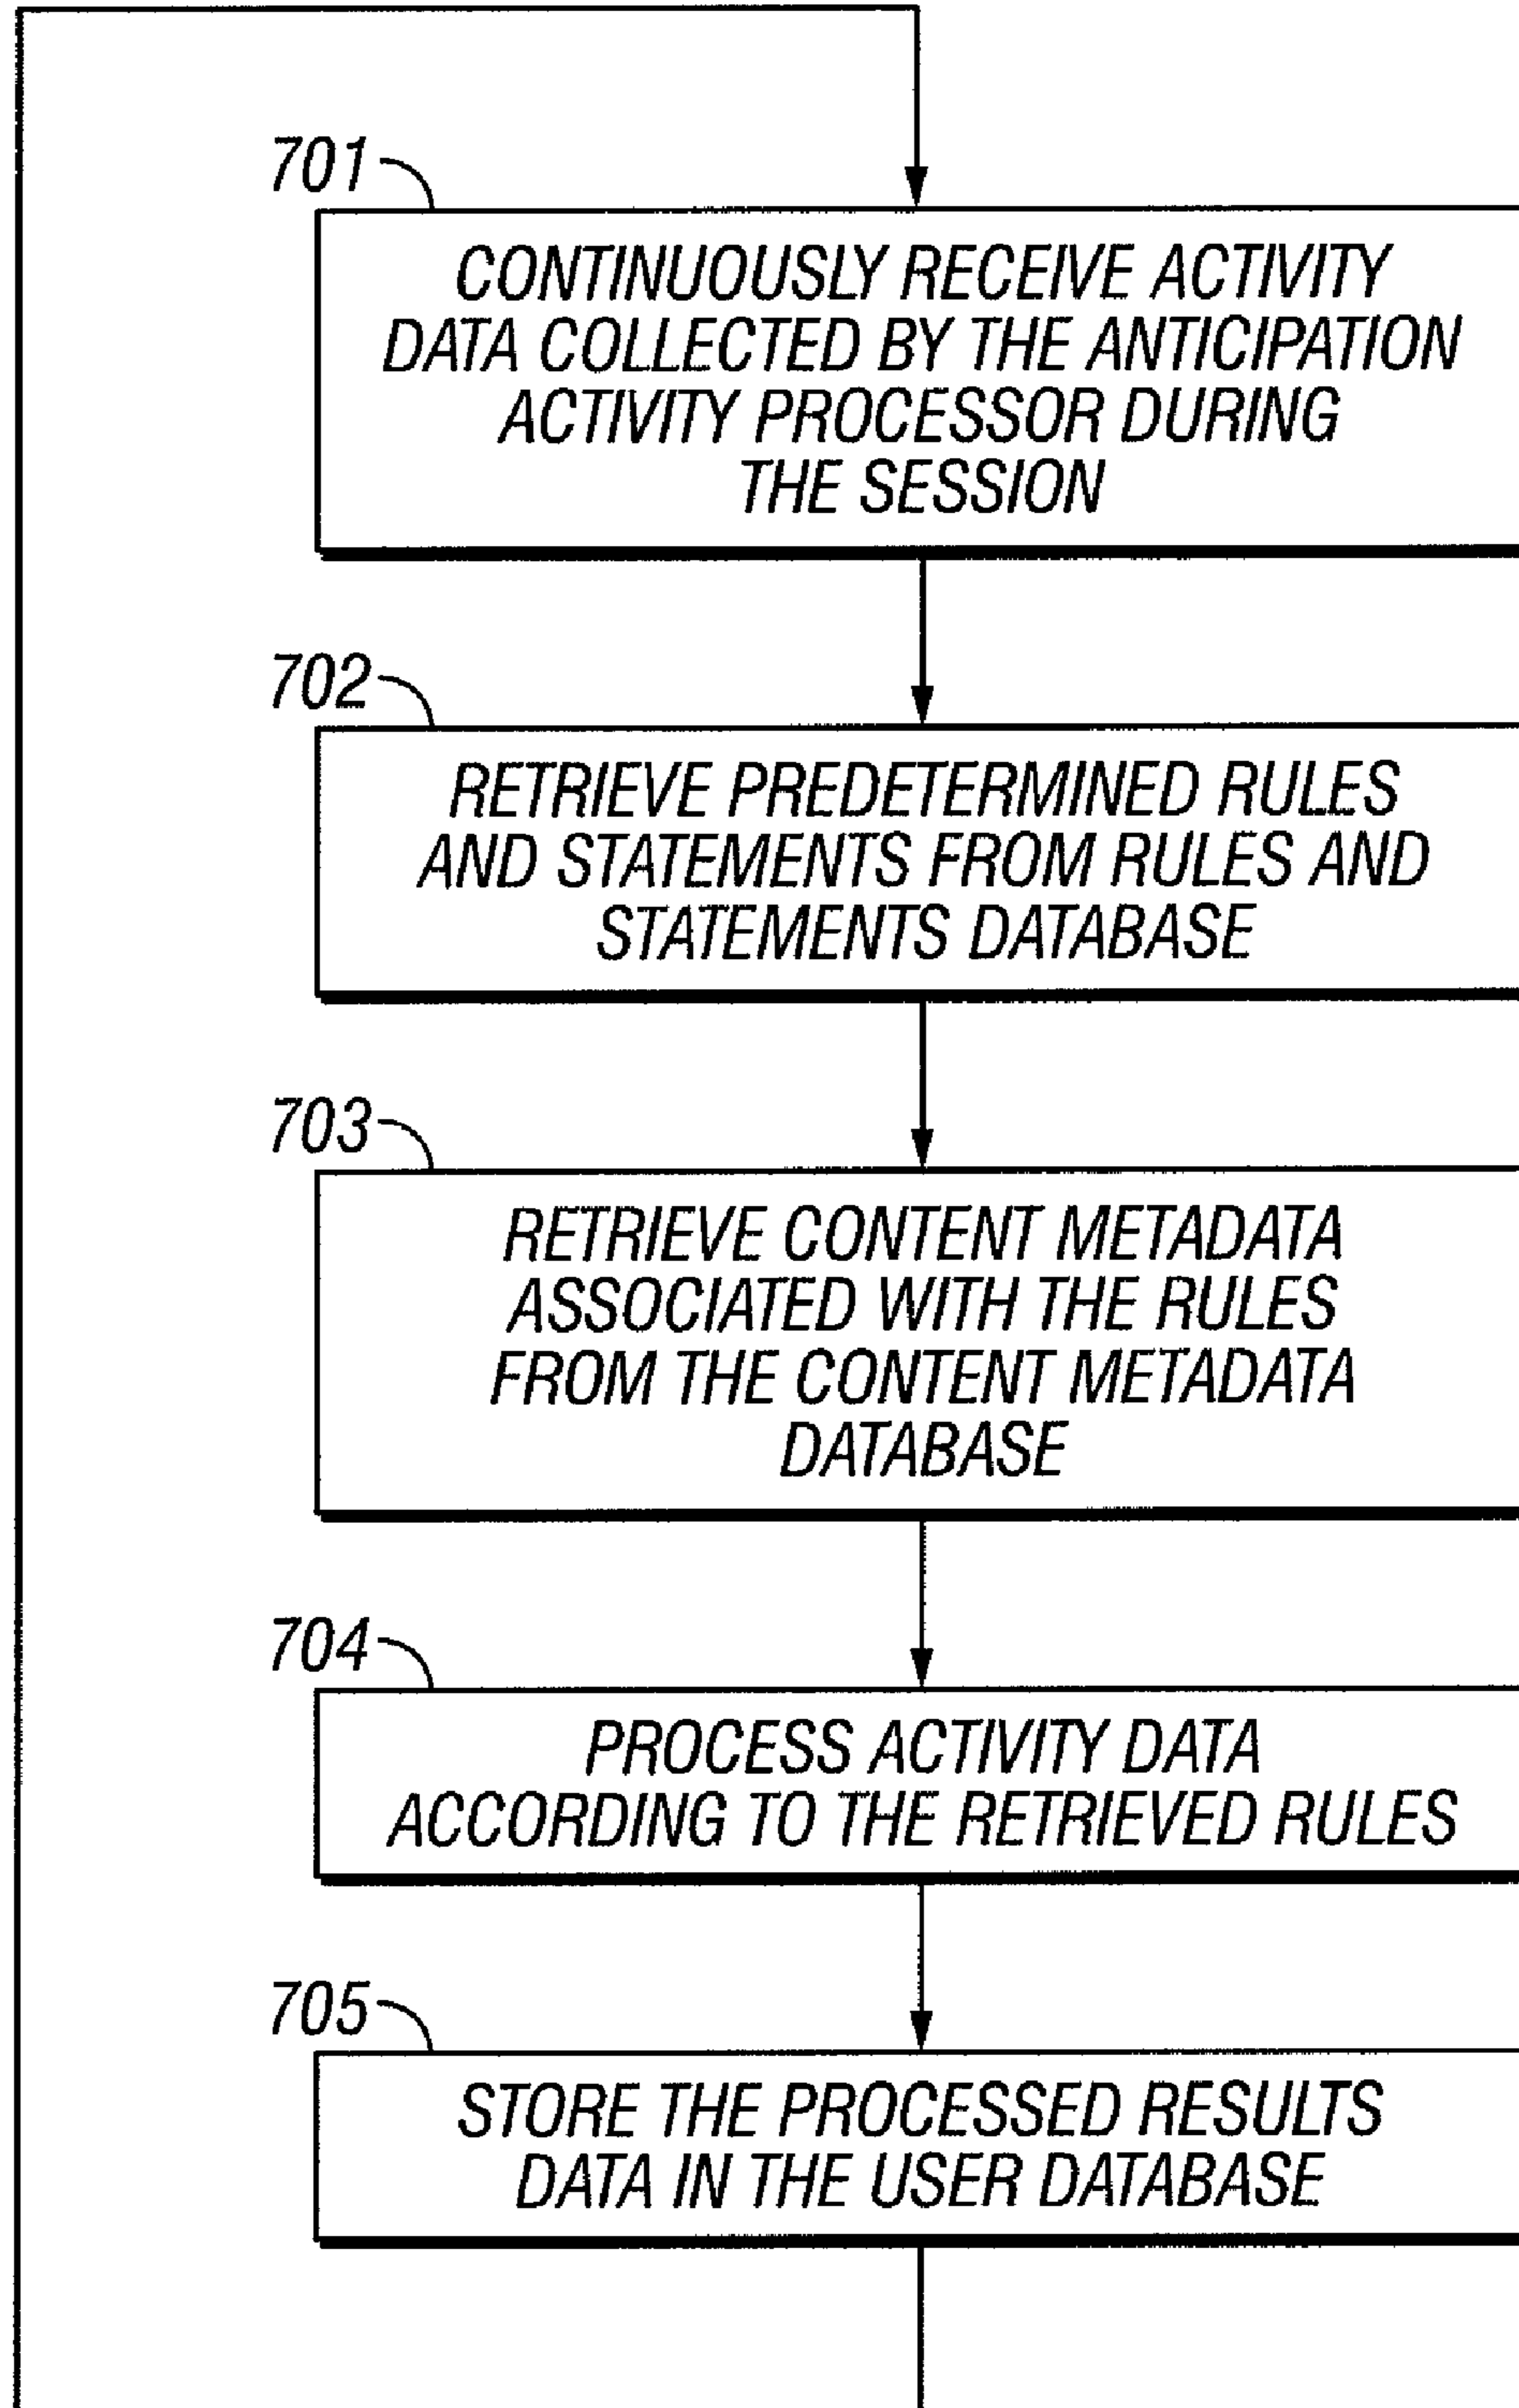 701
CONTINUOUSLY RECEIVE ACTIVITY
DATA COLLECTED BY THE ANTICIPATION
ACTIVITY PROCESSOR DURING
THE SESSION
702
RETRIEVE PREDETERMINED RULES
AND STATEMENTS FROM RULES AND
STATEMENTS DATABASE
703
RETRIEVE CONTENT METADATA
ASSOCIATED WITH THE RULES
FROM THE CONTENT METADATA
DATABASE
704
PROCESS ACTIVITY DATA
ACCORDING TO THE RETRIEVED RULES
705
STORE THE PROCESSED RESULTS
DATA IN THE USER DATABASE